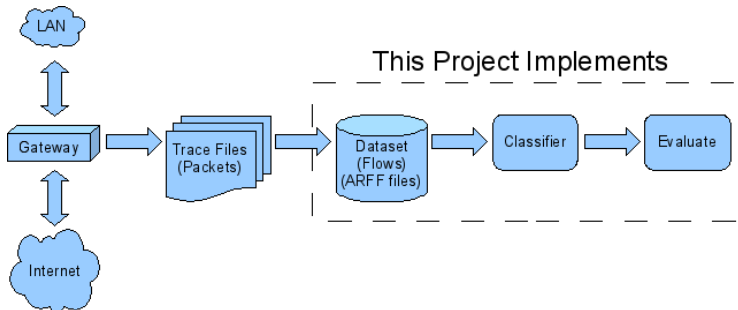 LAN
This Project Implements
Gateway
Trace Files
(Packets)
Dataset
(Flows)
(ARFF files)
Classifier
Evaluate
Internet